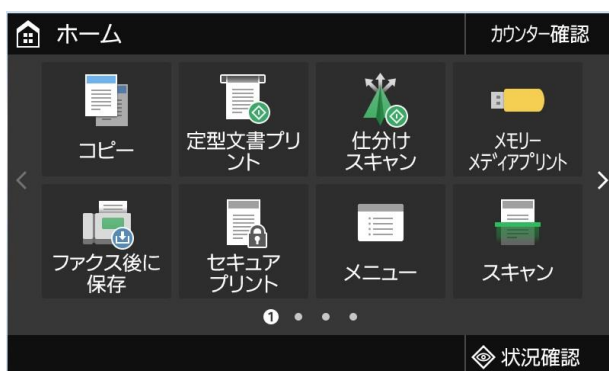 ホーム
カウンター確認
コピー
定型文書プリ
ント
仕分け
スキャン
メモリー
メディアプリント
ファクス後に
保存
セキュア
プリント
メニュー
スキャン
1
状況確認